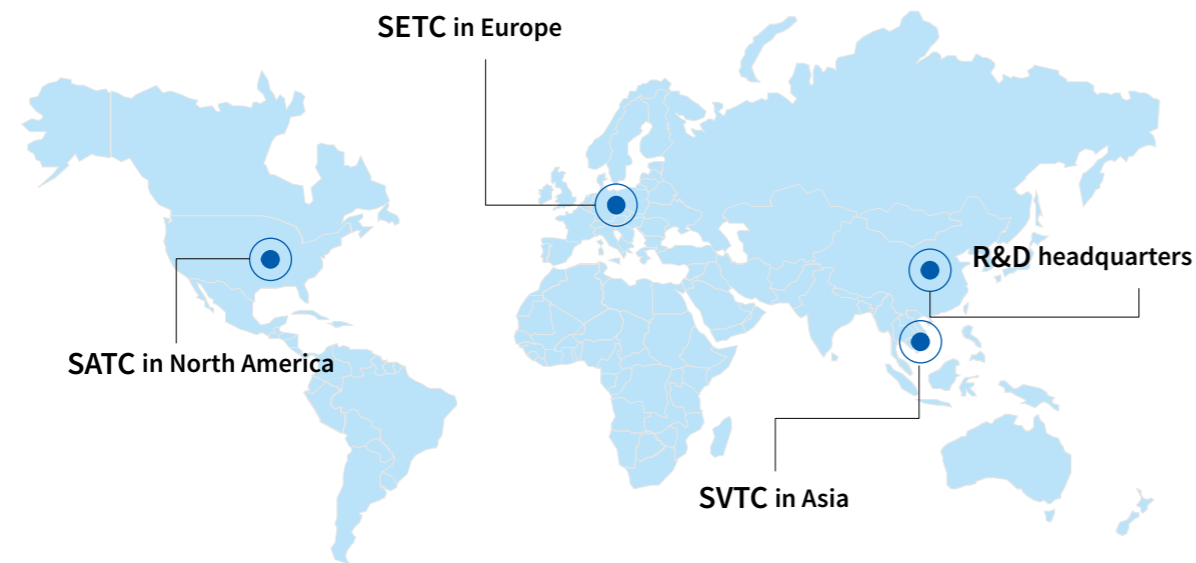 SETC in Europe
R&D headquarters
SATC in North America
SVTC in Asia